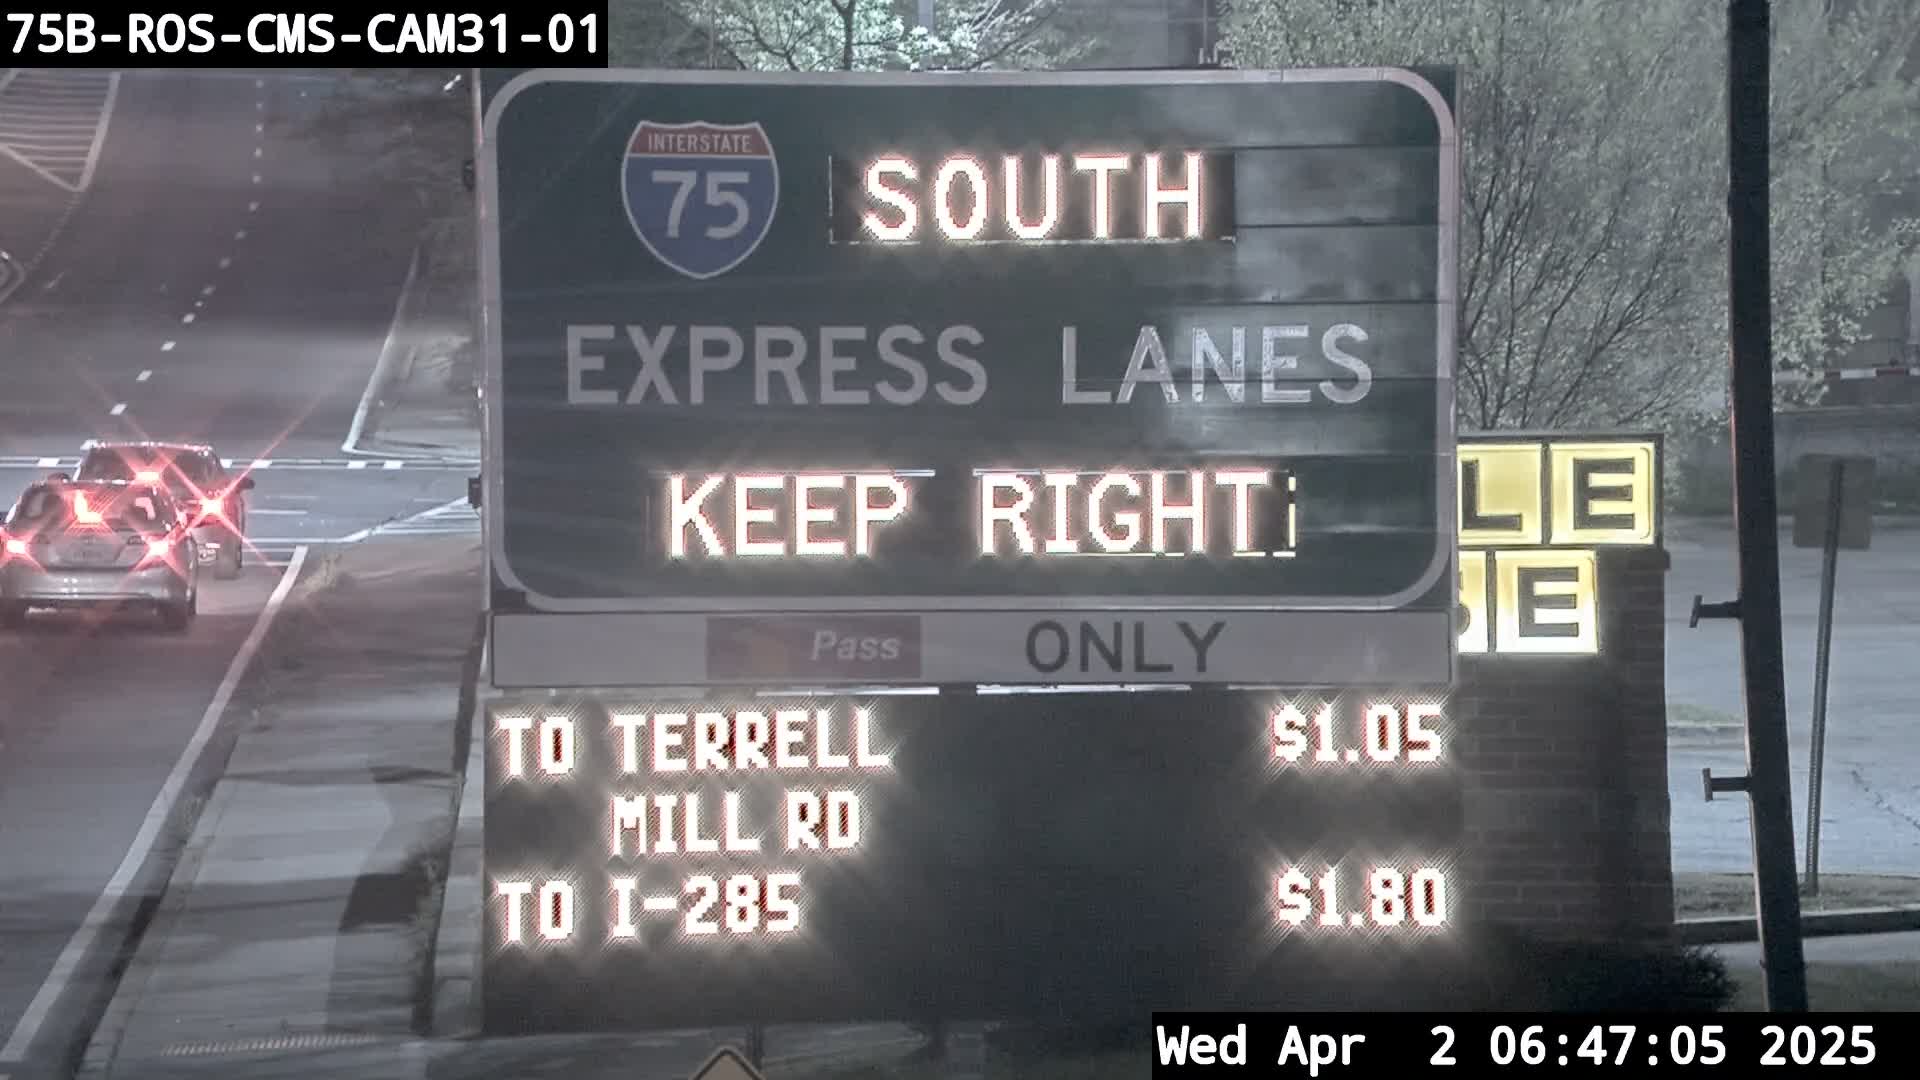 75B-ROS-CMS-CAM31-01
INTERSTATE
75
SOUTH
EXPRESS LANES
KEEP RIGHT
Pass ONLY
TO TERRELL $1.05
MILL RD
TO I-285 $1.80
LE
E
Wed Apr 2 06:47:05 2025